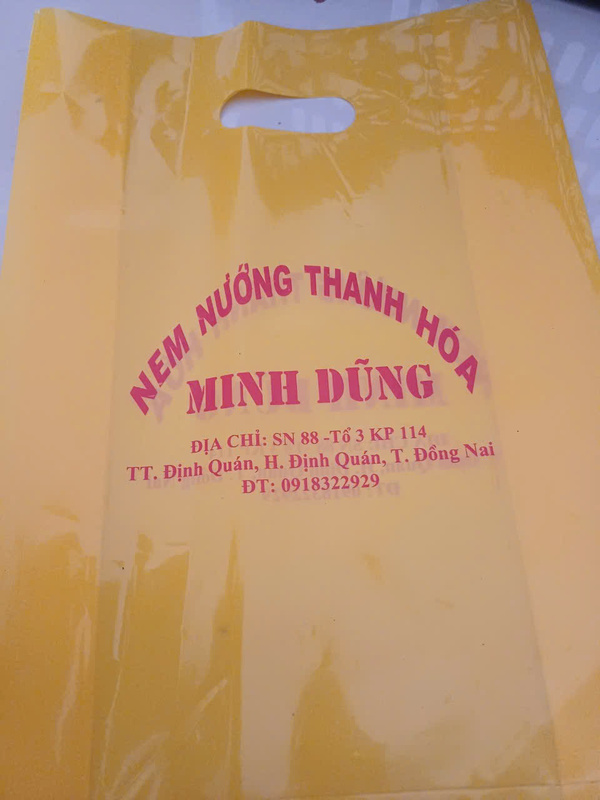 NEM NƯỚNG THANH HÓA
MINH DŨNG
ĐỊA CHỈ: SN 88 -Tổ 3 KP 114
TT. Định Quán, H. Định Quán, T. Đồng Nai
ĐT: 0918322929